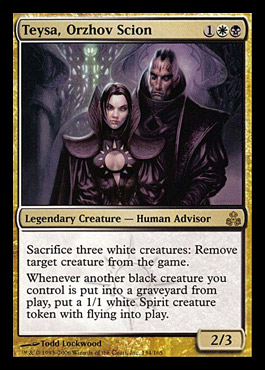 Teysa, Orzhov Scion 1
Legendary Creature — Human Advisor
Sacrifice three white creatures: Remove
target creature from the game.
Whenever another black creature you
control is put into a graveyard from
play, put a 1/1 white Spirit creature
token with flying into play.
Todd Lockwood
2/3